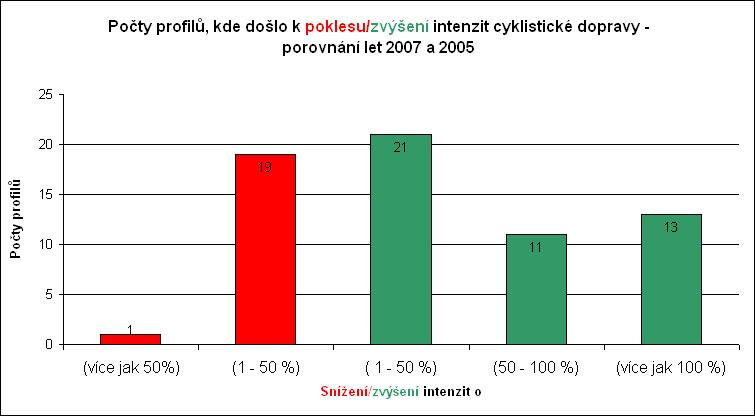 Počty profilů, kde došlo k poklesu/zvýšení intenzit cyklistické dopravy -
porovnání let 2007 a 2005
Počty profilů
25
20
15
10
5
0
1
19
21
11
13
(více jak 50%)
(1 - 50 %)
( 1 - 50 %)
(50 - 100 %)
(více jak 100 %)
Snížení/zvýšení intenzit o